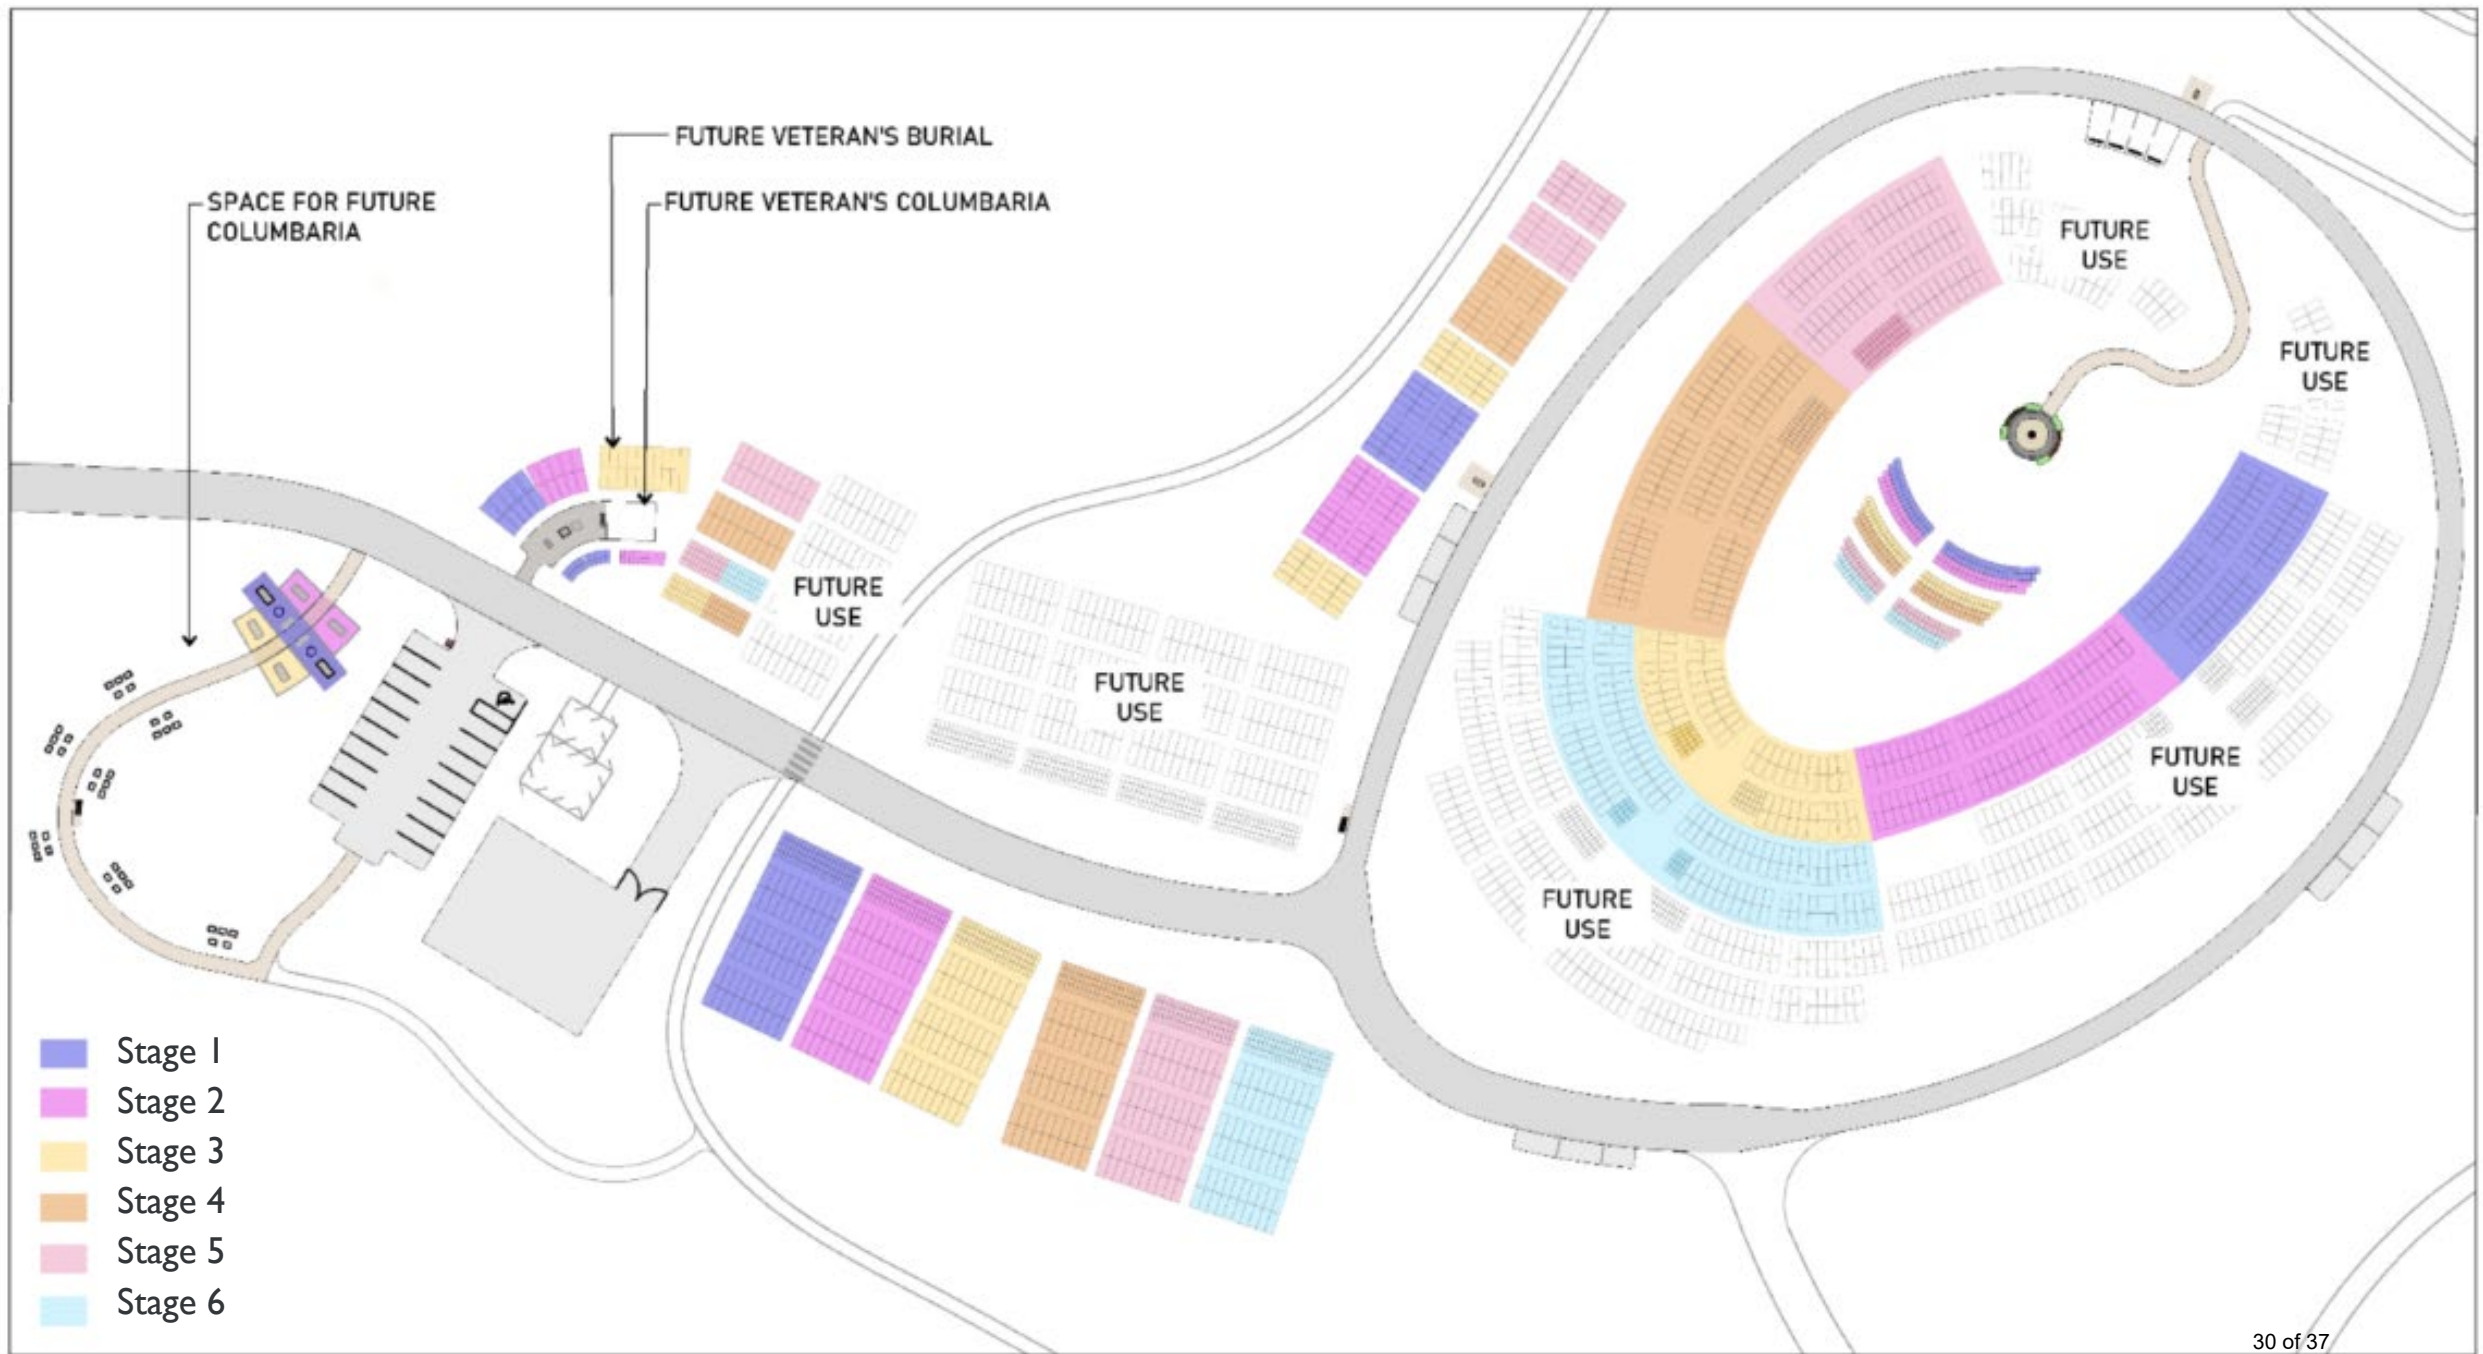 FUTURE VETERAN'S BURIAL
SPACE FOR FUTURE
COLUMBARIA
FUTURE VETERAN'S COLUMBARIA
FUTURE
USE
FUTURE
USE
FUTURE
USE
FUTURE
USE
FUTURE
USE
FUTURE
USE
Stage 1
Stage 2
Stage 3
Stage 4
Stage 5
Stage 6
30 of 37